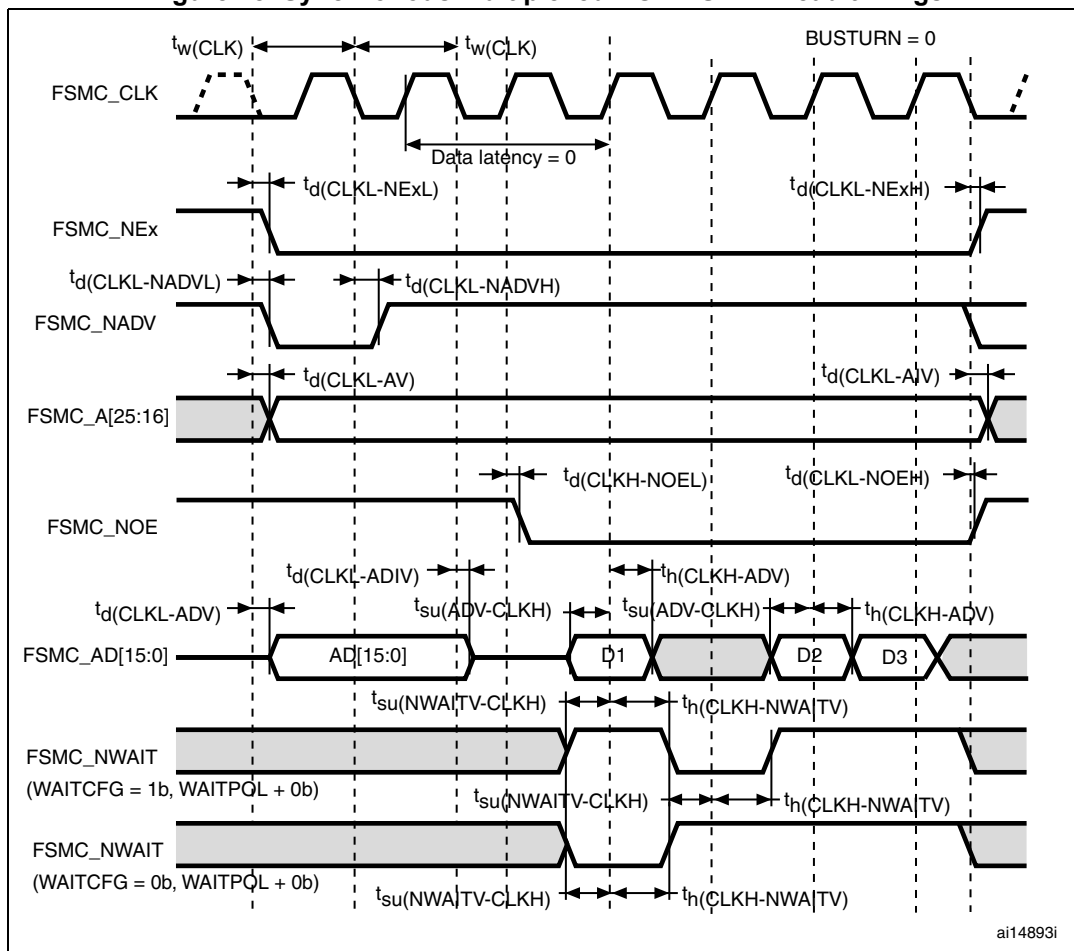 BUSTURN = 0
tw(CLK) tw(CLK)
FSMC_CLK
Data latency = 0
td(CLKL-NExL) td(CLKL-NExH)
FSMC_NEx
td(CLKL-NADVL) td(CLKL-NADVH)
FSMC_NADV
td(CLKL-AV) td(CLKL-AIV)
FSMC_A[25:16]
td(CLKH-NOEL) td(CLKL-NOEH)
FSMC_NOE
td(CLKL-ADIV) th(CLKH-ADV)
td(CLKL-ADV) tsu(ADV-CLKH) tsu(ADV-CLKH) th(CLKH-ADV)
FSMC_AD[15:0] AD[15:0] D1 D2 D3
tsu(NWAITV-CLKH) th(CLKH-NWAITV)
FSMC_NWAIT
(WAITCFG = 1b, WAITPOL + 0b)
tsu(NWAITV-CLKH) th(CLKH-NWAITV)
FSMC_NWAIT
(WAITCFG = 0b, WAITPOL + 0b)
tsu(NWAITV-CLKH) th(CLKH-NWAITV)
ai14893i